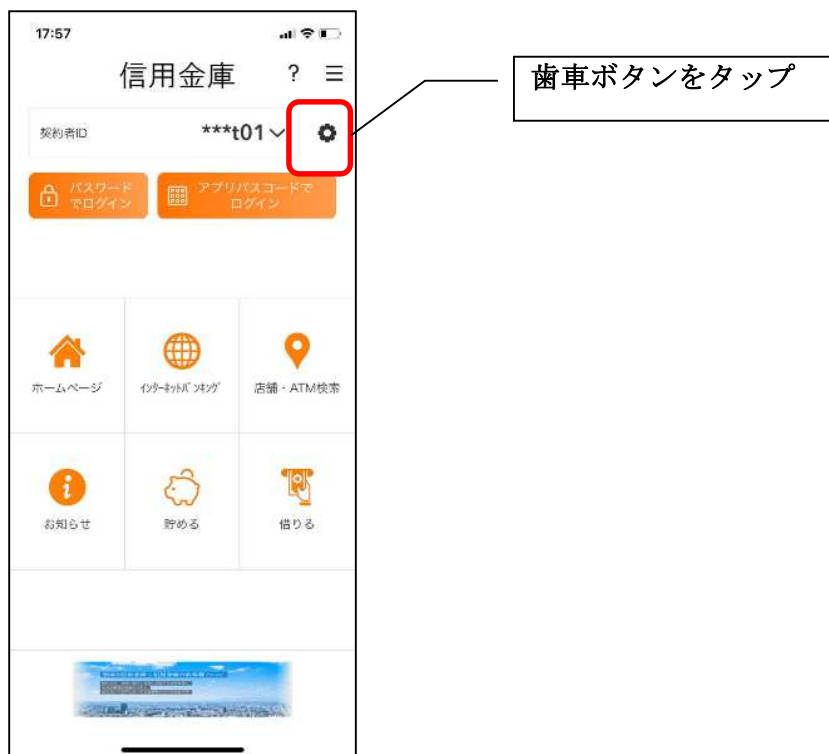 17:57
信用金庫 ? ☰
歯車ボタンをタップ
契約者ID ***t01
パスワード
でログイン
アプリパスコードで
ログイン
ホームページ
インターネットバンキング
店舗・ATM検索
お知らせ
貯める
借りる